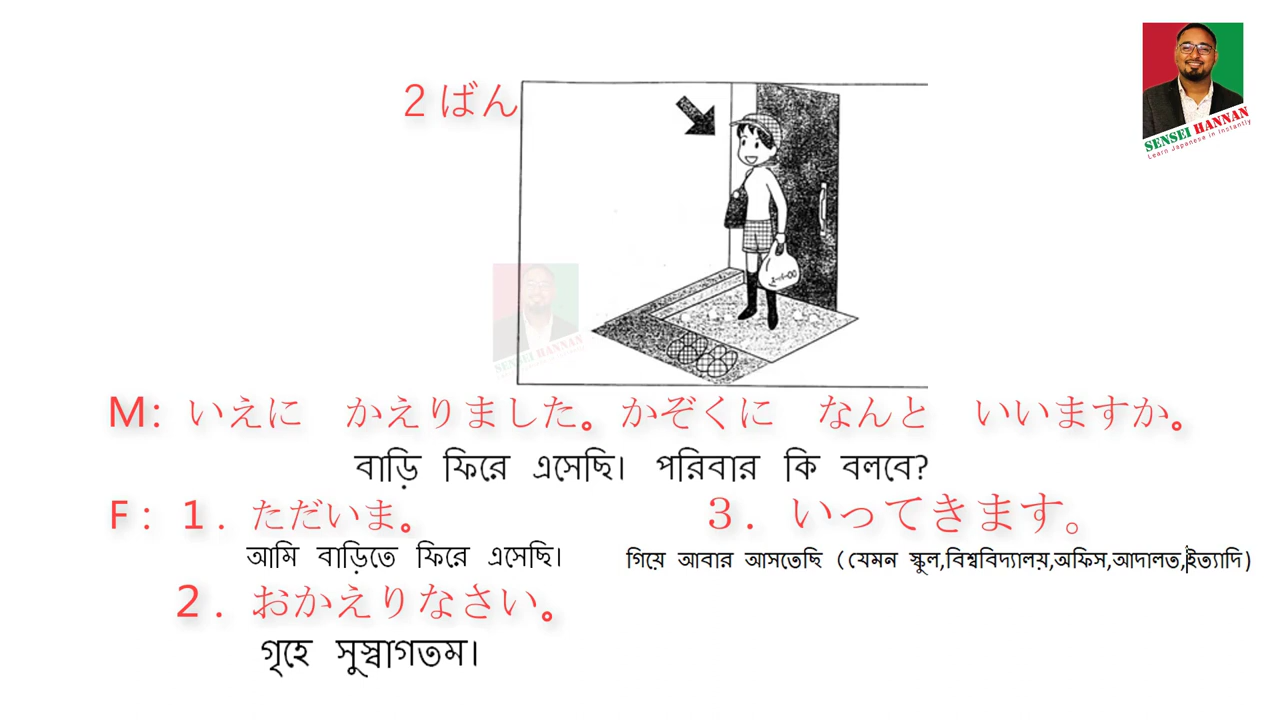 SENSEI HANNAN
Learn Japanese in Instantly
２ばん
SENSEI HANNAN
M: いえに　かえりました。かぞくに　なんと　いいますか。
বাড়ি ফিরে এসেছি। পরিবার কি বলবে?
F: １. ただいま。
３. いってきます。
আমি বাড়িতে ফিরে এসেছি।
গিয়ে আবার আসতেছি (যেমন স্কুল,বিশ্ববিদ্যালয়,অফিস,আদালত,ইত্যাদি)
２. おかえりなさい。
গৃহে সুস্বাগতম।